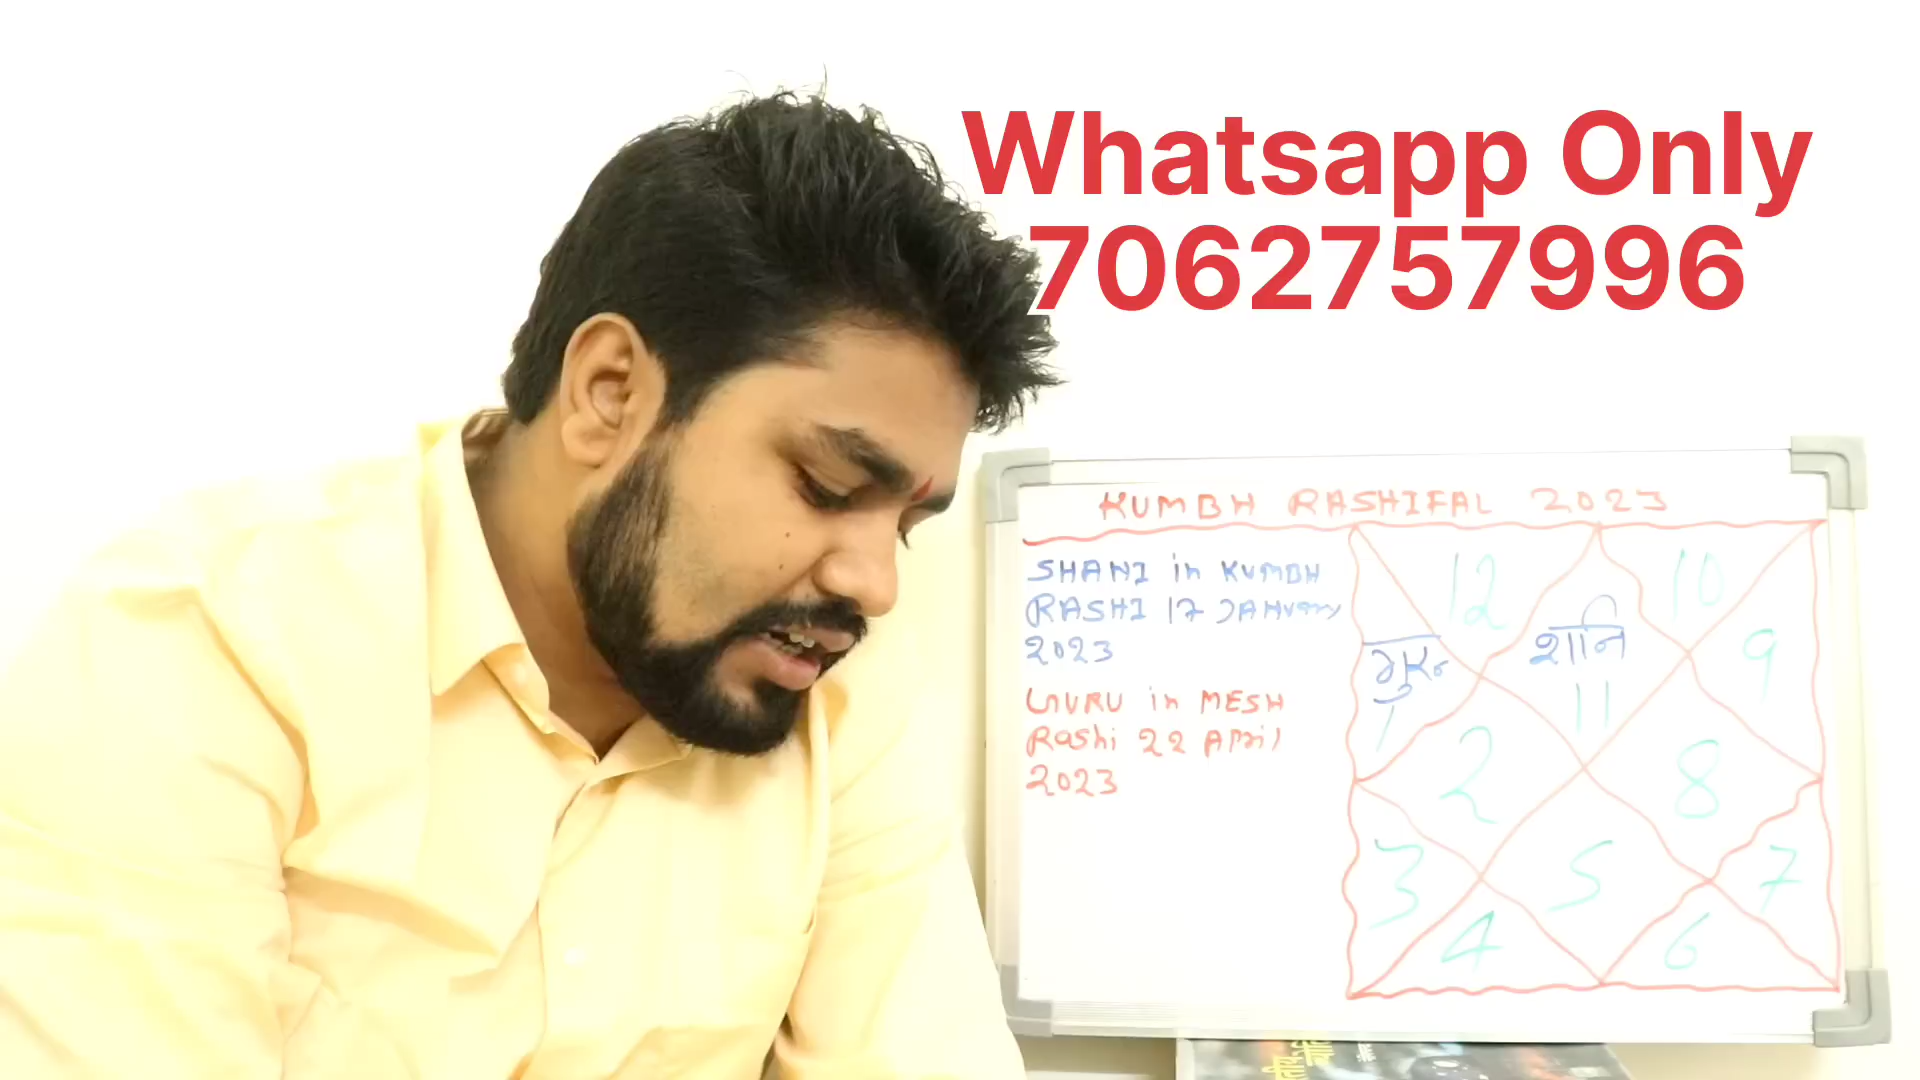 Whatsapp Only
7062757996
KUMBH RASHIFAL 2023
SHANI in KUMBH
RASHI 17 JANUARY
2023
GURU in MESH
Rashi 22 APril
2023
12
10
गुरु
शनि
9
1
11
2
8
3
5
7
4
6